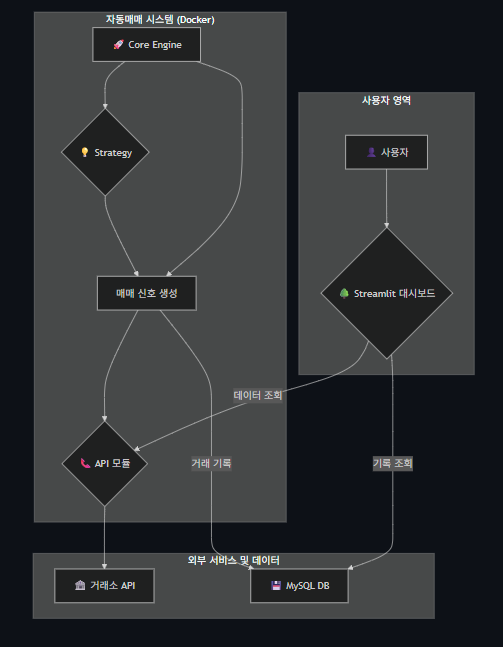 자동매매 시스템 (Docker)
🚀 Core Engine
사용자 영역
👤 사용자
💡 Strategy
매매 신호 생성
Streamlit 대시보드
데이터 조회
📞 API 모듈
거래 기록
기록 조회
외부 서비스 및 데이터
🏦 거래소 API
💾 MySQL DB